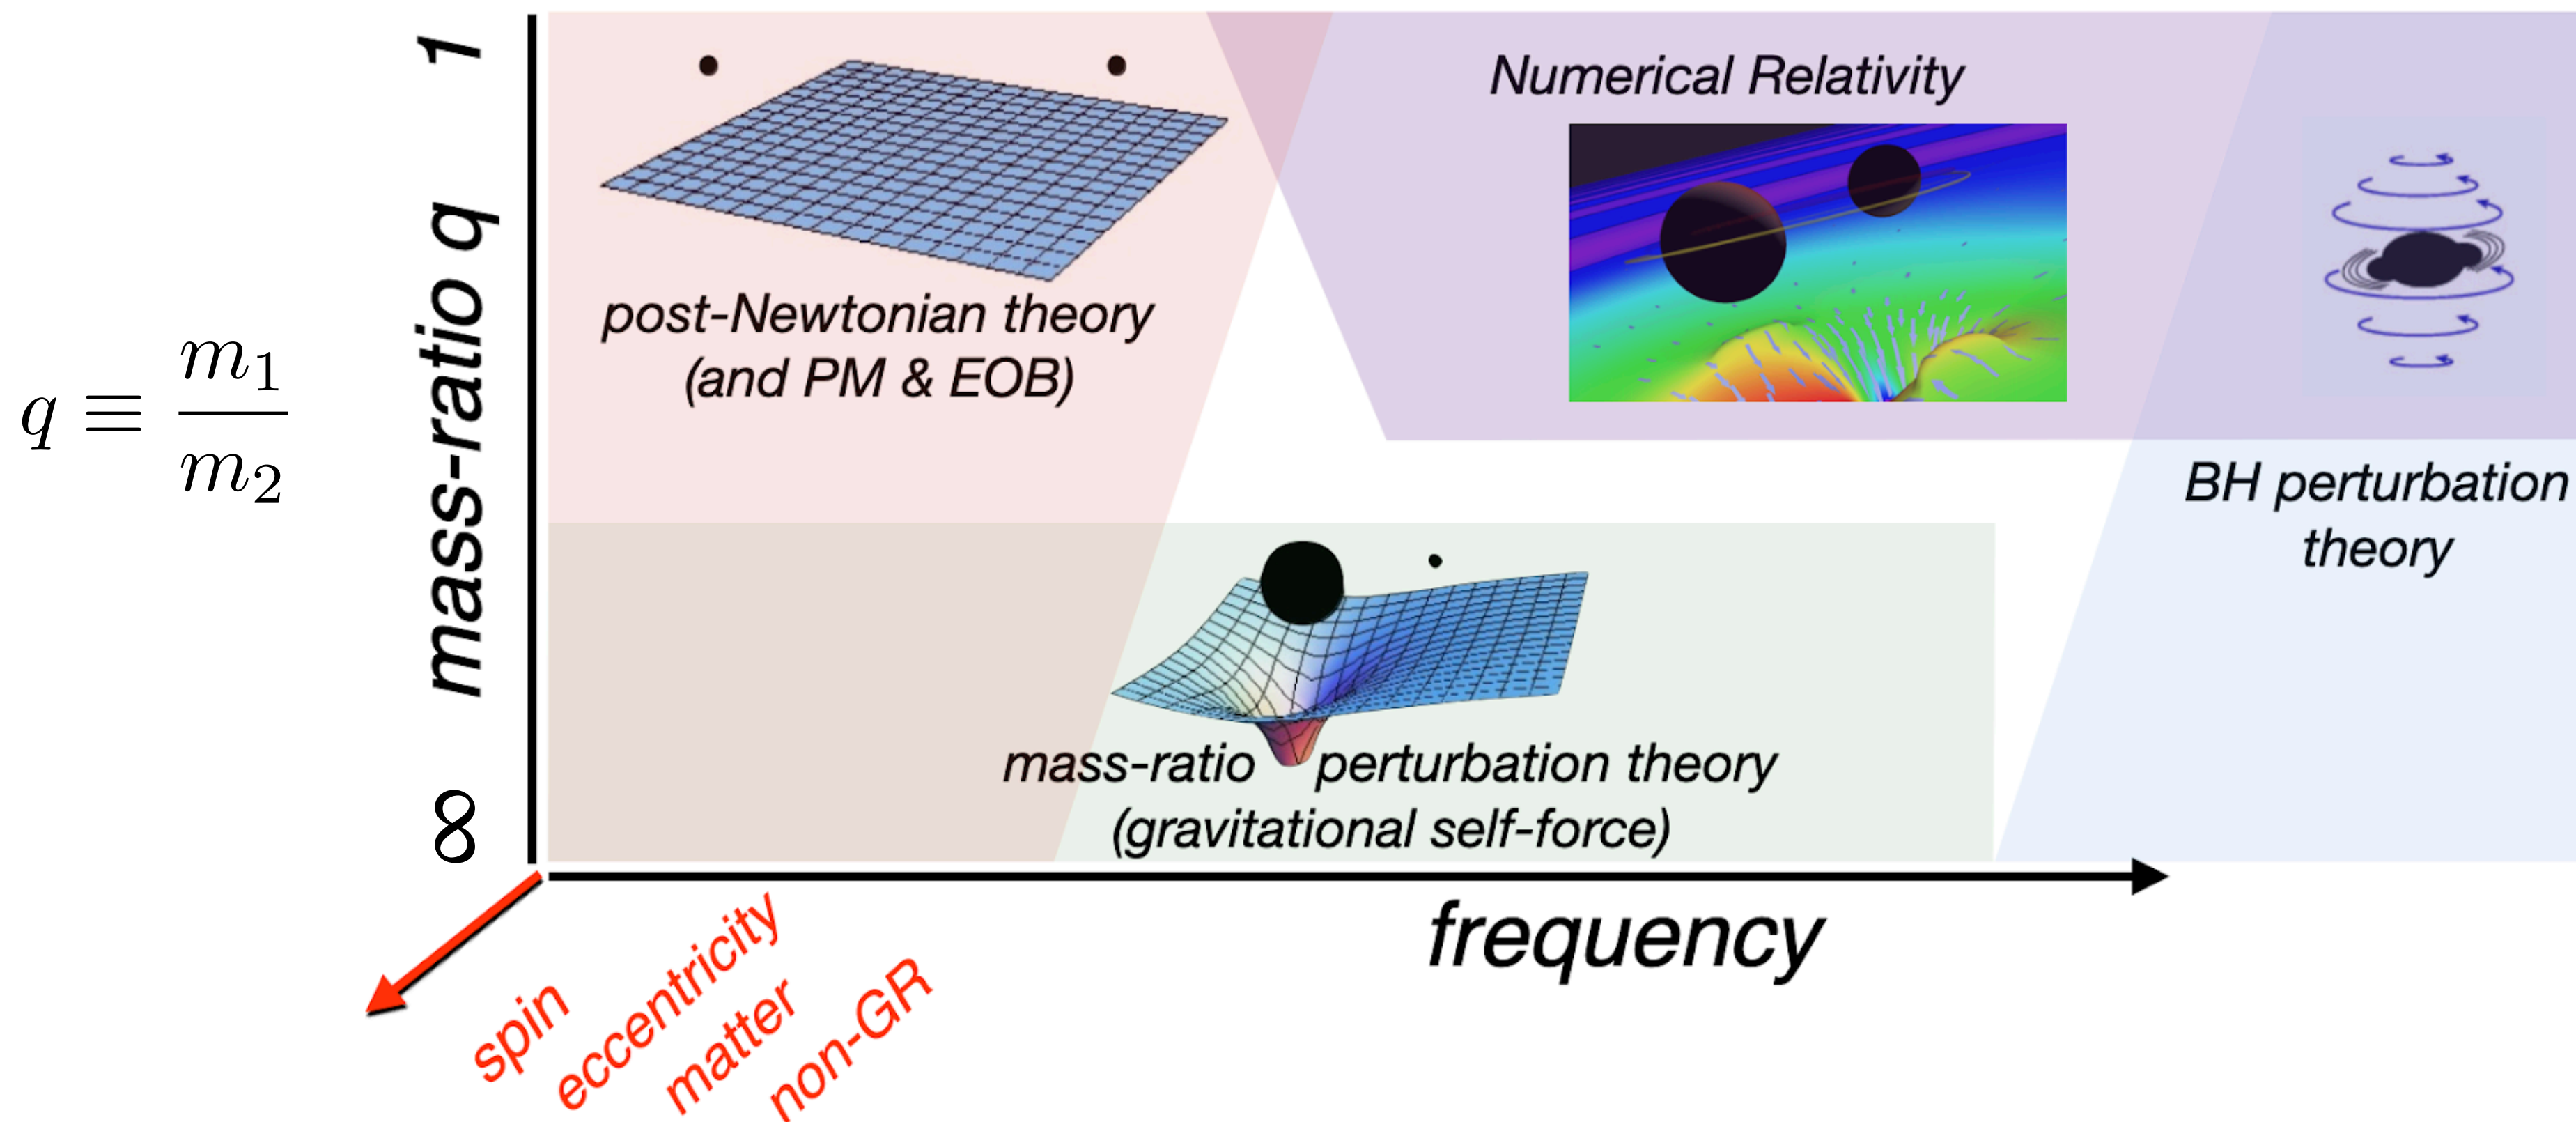 q ≡ m₁/m₂
mass-ratio q
1
∞
post-Newtonian theory
(and PM & EOB)
Numerical Relativity
BH perturbation
theory
mass-ratio perturbation theory
(gravitational self-force)
frequency
spin
eccentricity
matter
non-GR